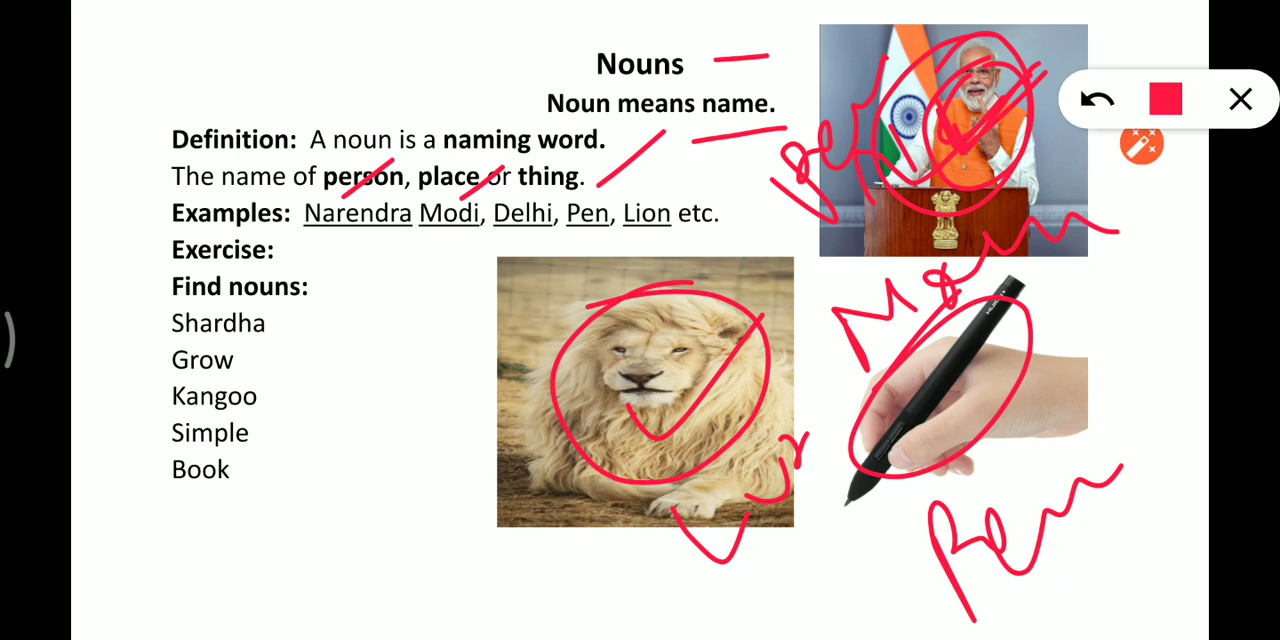 Nouns
Noun means name.
Definition: A noun is a naming word.
The name of person, place or thing.
Examples: Narendra Modi, Delhi, Pen, Lion etc.
Exercise:
Find nouns:
Shardha
Grow
Kangoo
Simple
Book
Pen